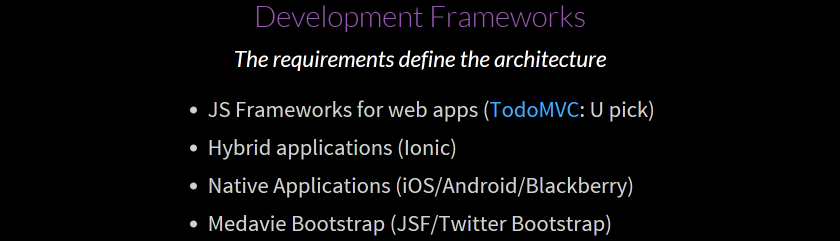 Development Frameworks
The requirements define the architecture
• JS Frameworks for web apps (TodoMVC: U pick)
• Hybrid applications (Ionic)
• Native Applications (iOS/Android/Blackberry)
• Medavie Bootstrap (JSF/Twitter Bootstrap)